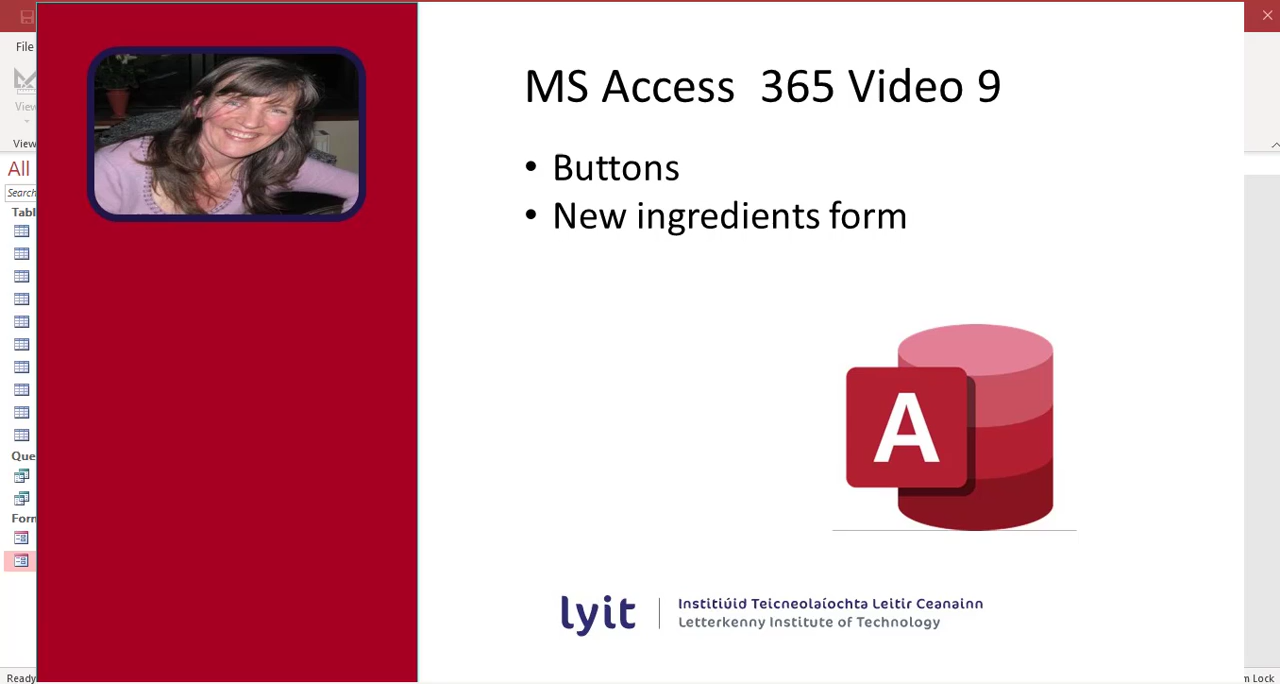 File
MS Access 365 Video 9
View
• Buttons
View
All
Search
• New ingredients form
A
lyit
Institiúid Teicneolaíochta Leitir Ceanainn
Letterkenny Institute of Technology
Ready